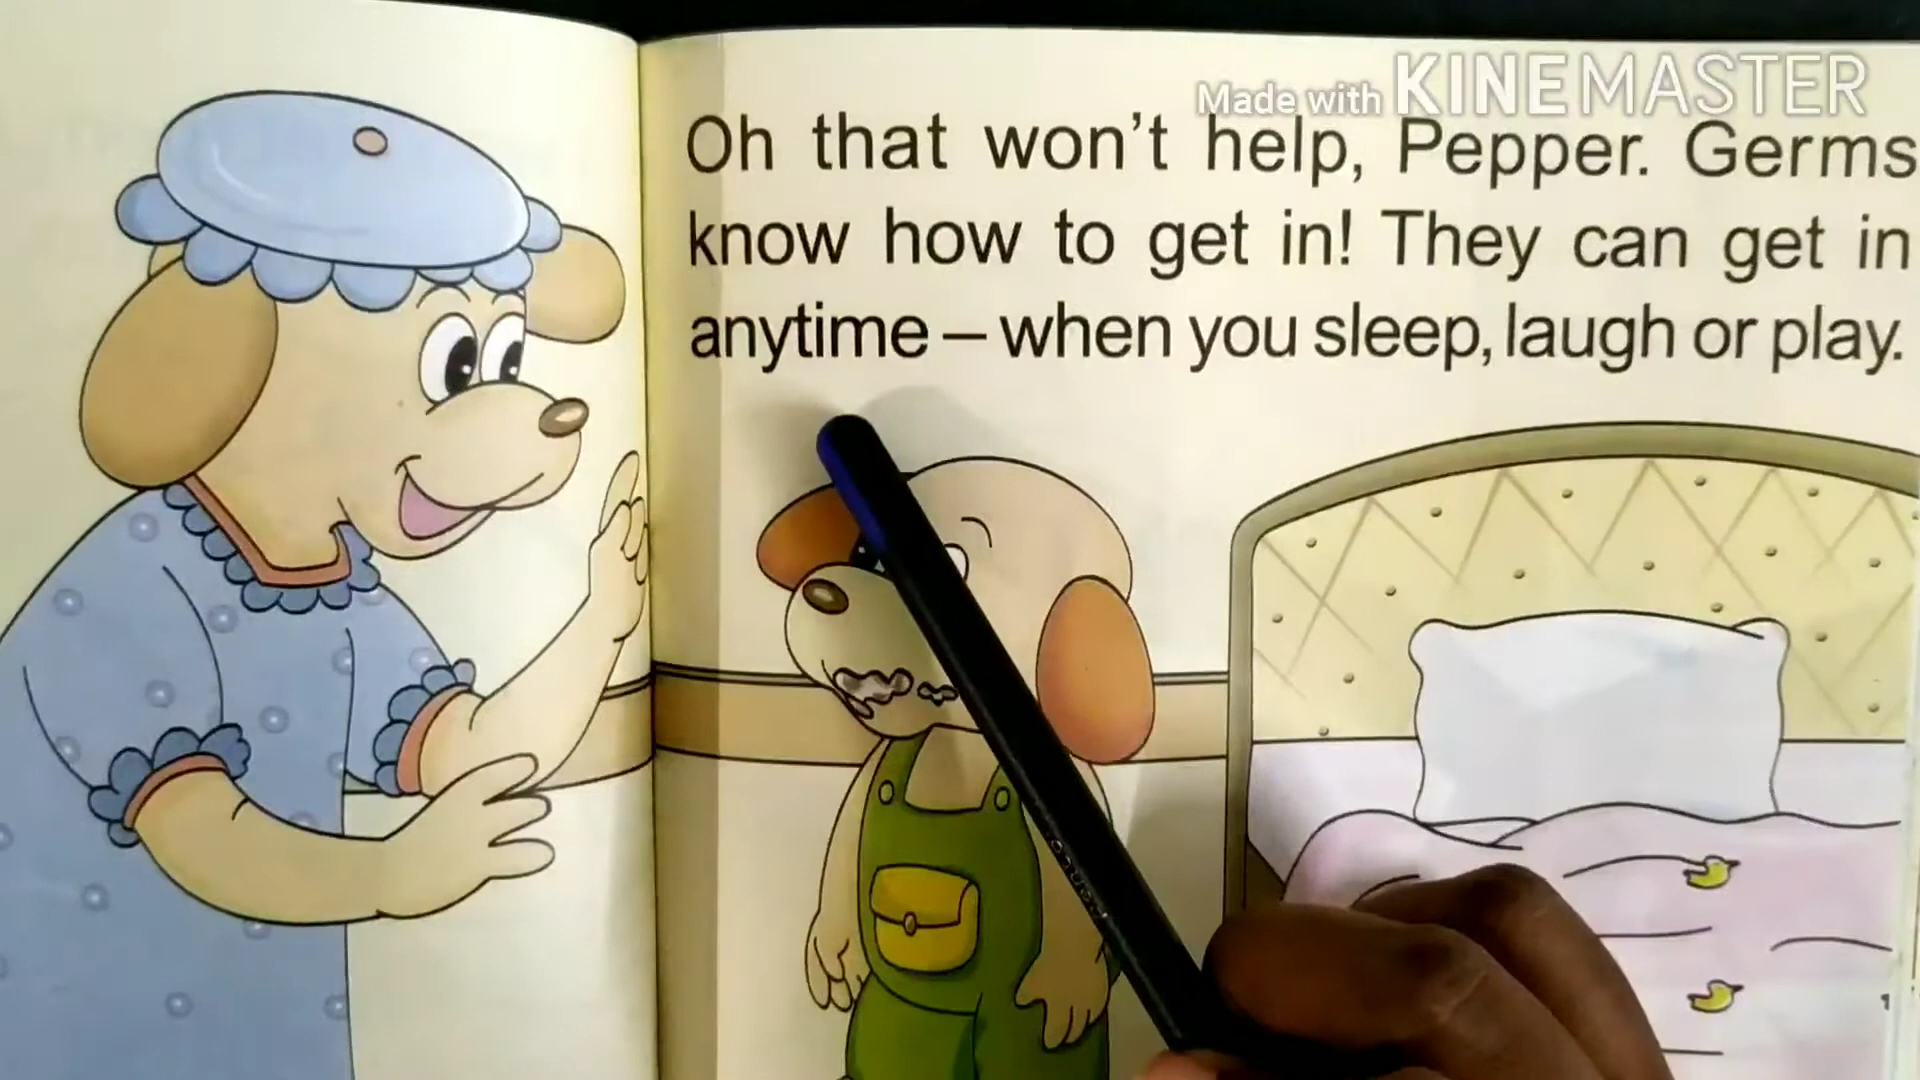 Made with KINEMASTER
Oh that won't help, Pepper. Germs
know how to get in! They can get in
anytime – when you sleep, laugh or play.